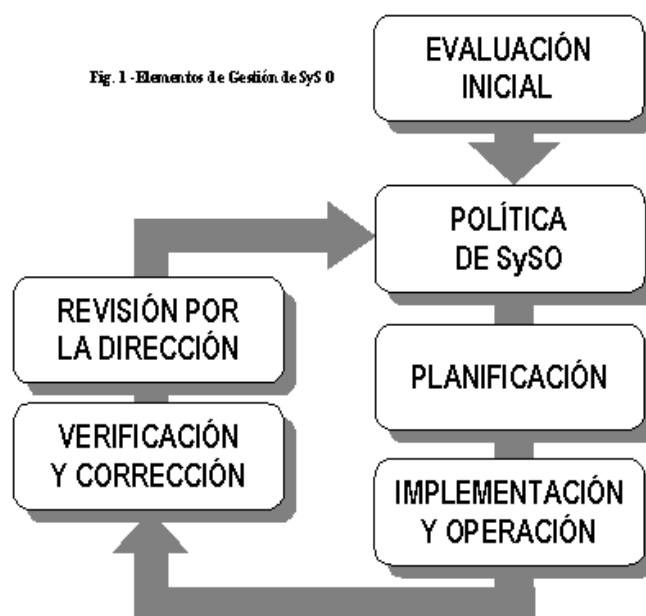 Fig. 1 - Elementos de Gestión de SyS O
EVALUACIÓN
INICIAL
POLÍTICA
DE SySO
PLANIFICACIÓN
IMPLEMENTACIÓN
Y OPERACIÓN
VERIFICACIÓN
Y CORRECCIÓN
REVISIÓN POR
LA DIRECCIÓN